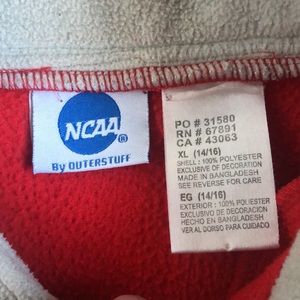 NCAA®
By OUTERSTUFF
PO # 31580
RN # 67891
CA # 43063
XL (14/16)
SHELL : 100% POLYESTER
EXCLUSIVE OF DECORATION
MADE IN BANGLADESH
SEE REVERSE FOR CARE
EG (14/16)
EXTERIOR : 100% POLYESTER
EXCLUSIVO DE DECORACION
HECHO EN BANGLADESH
VER AL DORSO PARA CUIDADO